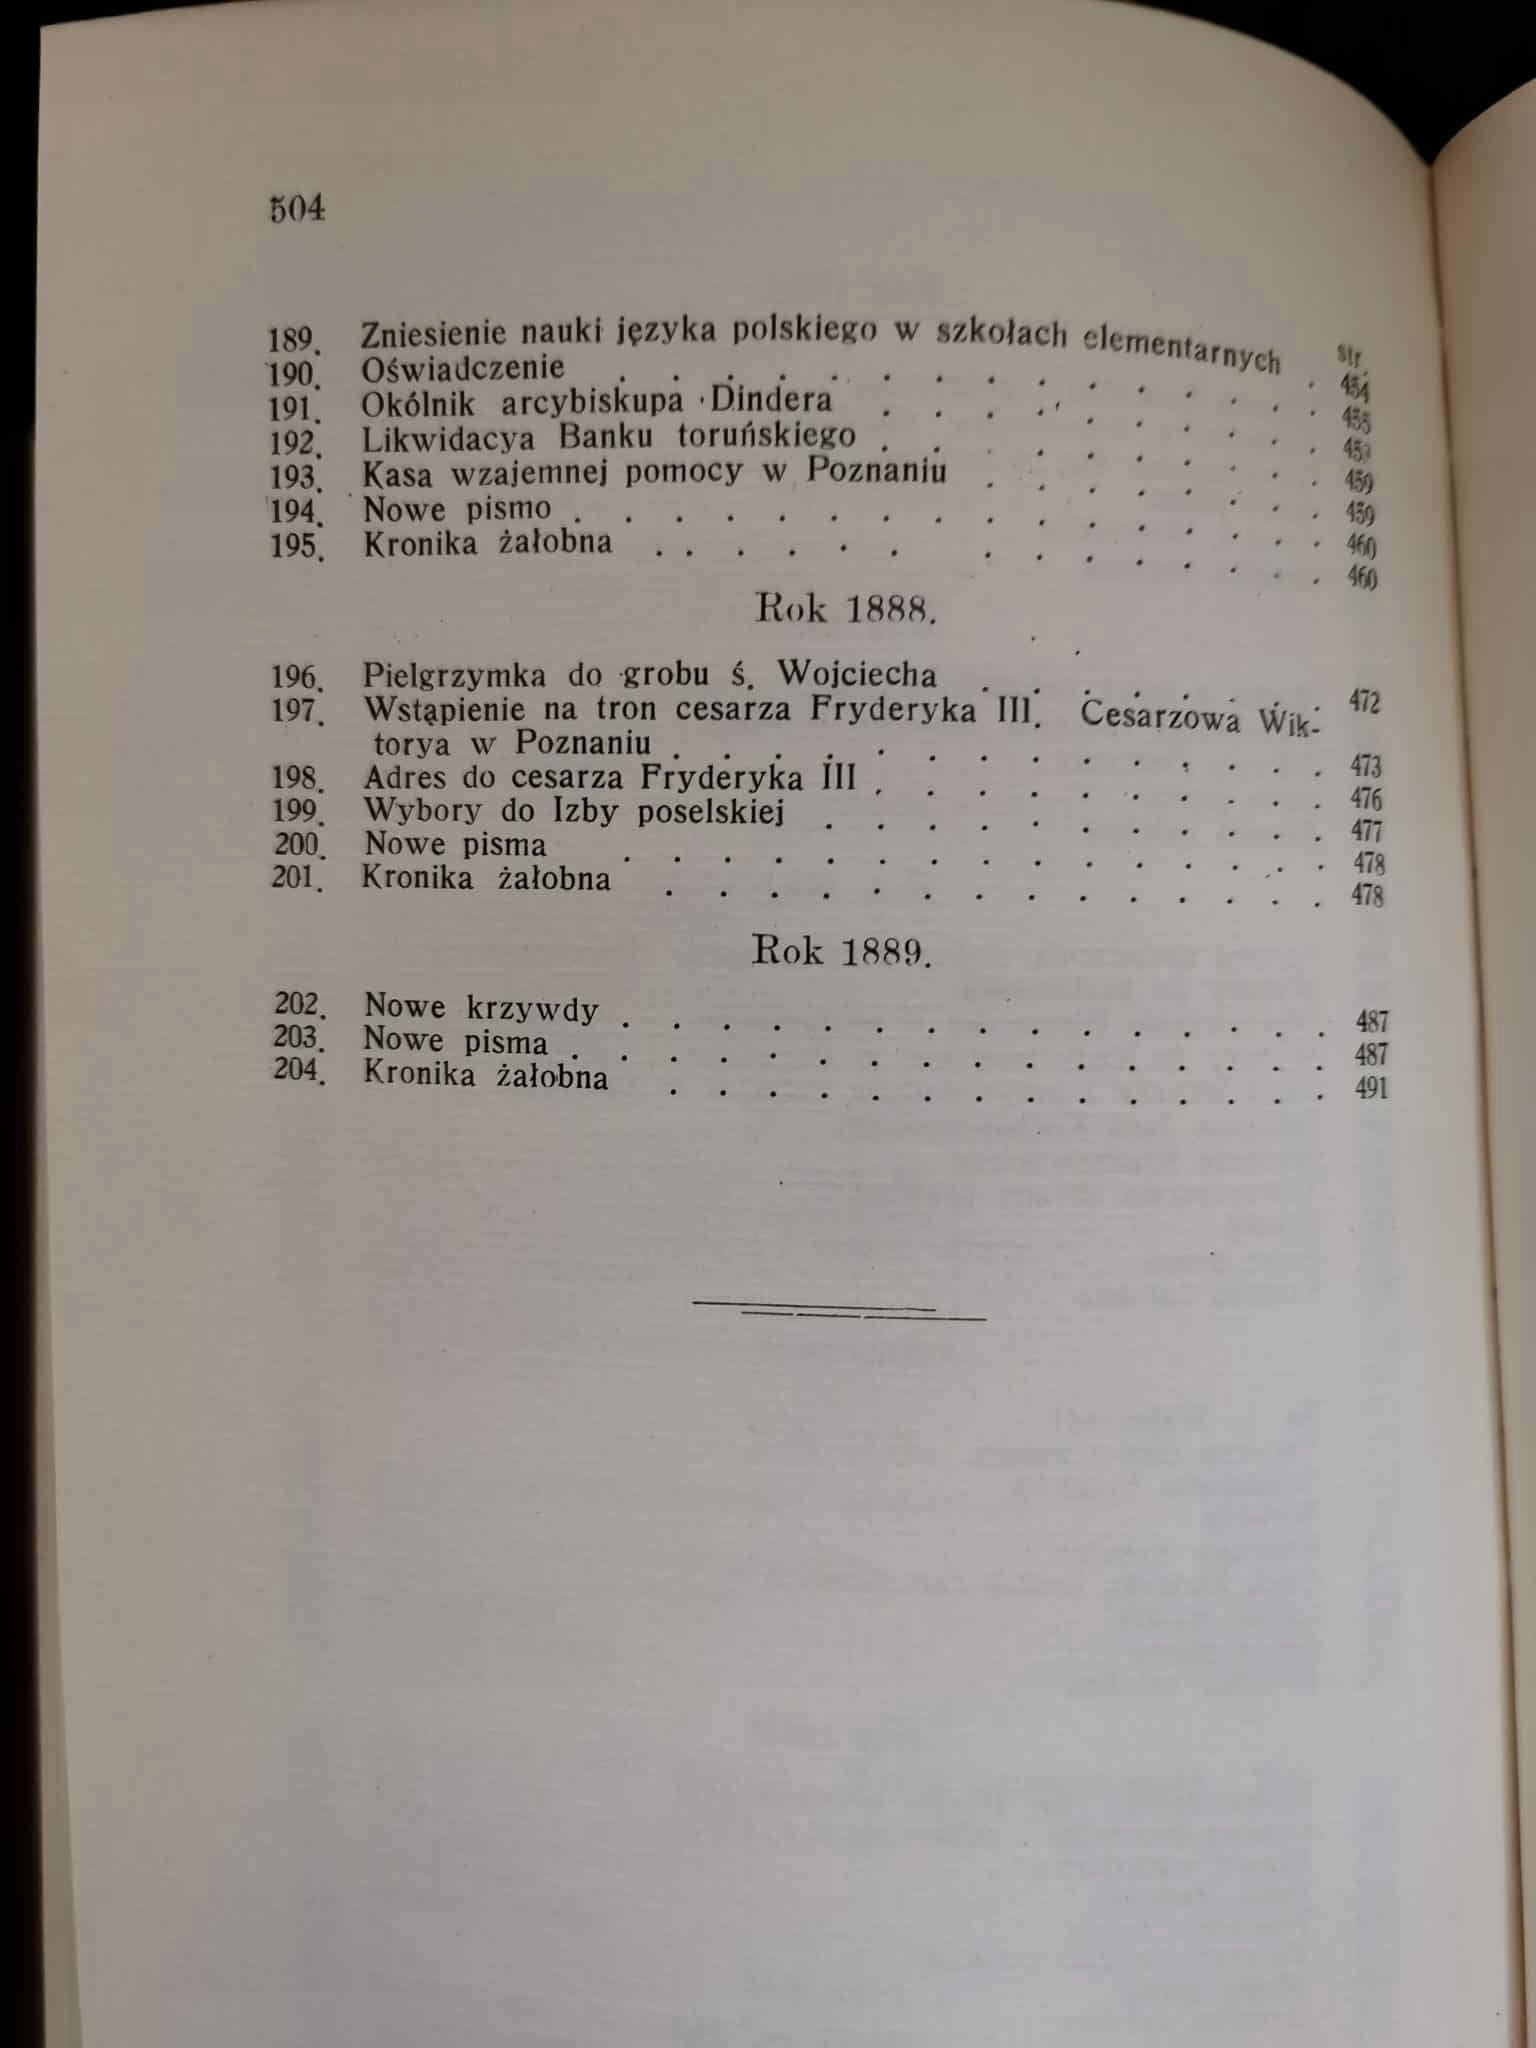 504
str.
189. Zniesienie nauki języka polskiego w szkołach elementarnych . 454
190. Oświadczenie . . . . . . . . . . . . . . 455
191. Okólnik arcybiskupa Dindera . . . . . . . . .
192. Likwidacya Banku toruńskiego . . . . . . . . . 459
193. Kasa wzajemnej pomocy w Poznaniu . . . . . . . 459
194. Nowe pismo . . . . . . . . . . . . . . . 460
195. Kronika żałobna . . . . . . . . . . . . . 460
Rok 1888.
196. Pielgrzymka do grobu ś. Wojciecha . . . . . . . 472
197. Wstąpienie na tron cesarza Fryderyka III. Cesarzowa Wik-
torya w Poznaniu . . . . . . . . . . . . . 473
198. Adres do cesarza Fryderyka III . . . . . . . . . 476
199. Wybory do Izby poselskiej . . . . . . . . . . 477
200. Nowe pisma . . . . . . . . . . . . . . 478
201. Kronika żałobna . . . . . . . . . . . . . 478
Rok 1889.
202. Nowe krzywdy . . . . . . . . . . . . . . 487
203. Nowe pisma . . . . . . . . . . . . . . . 487
204. Kronika żałobna . . . . . . . . . . . . . 491